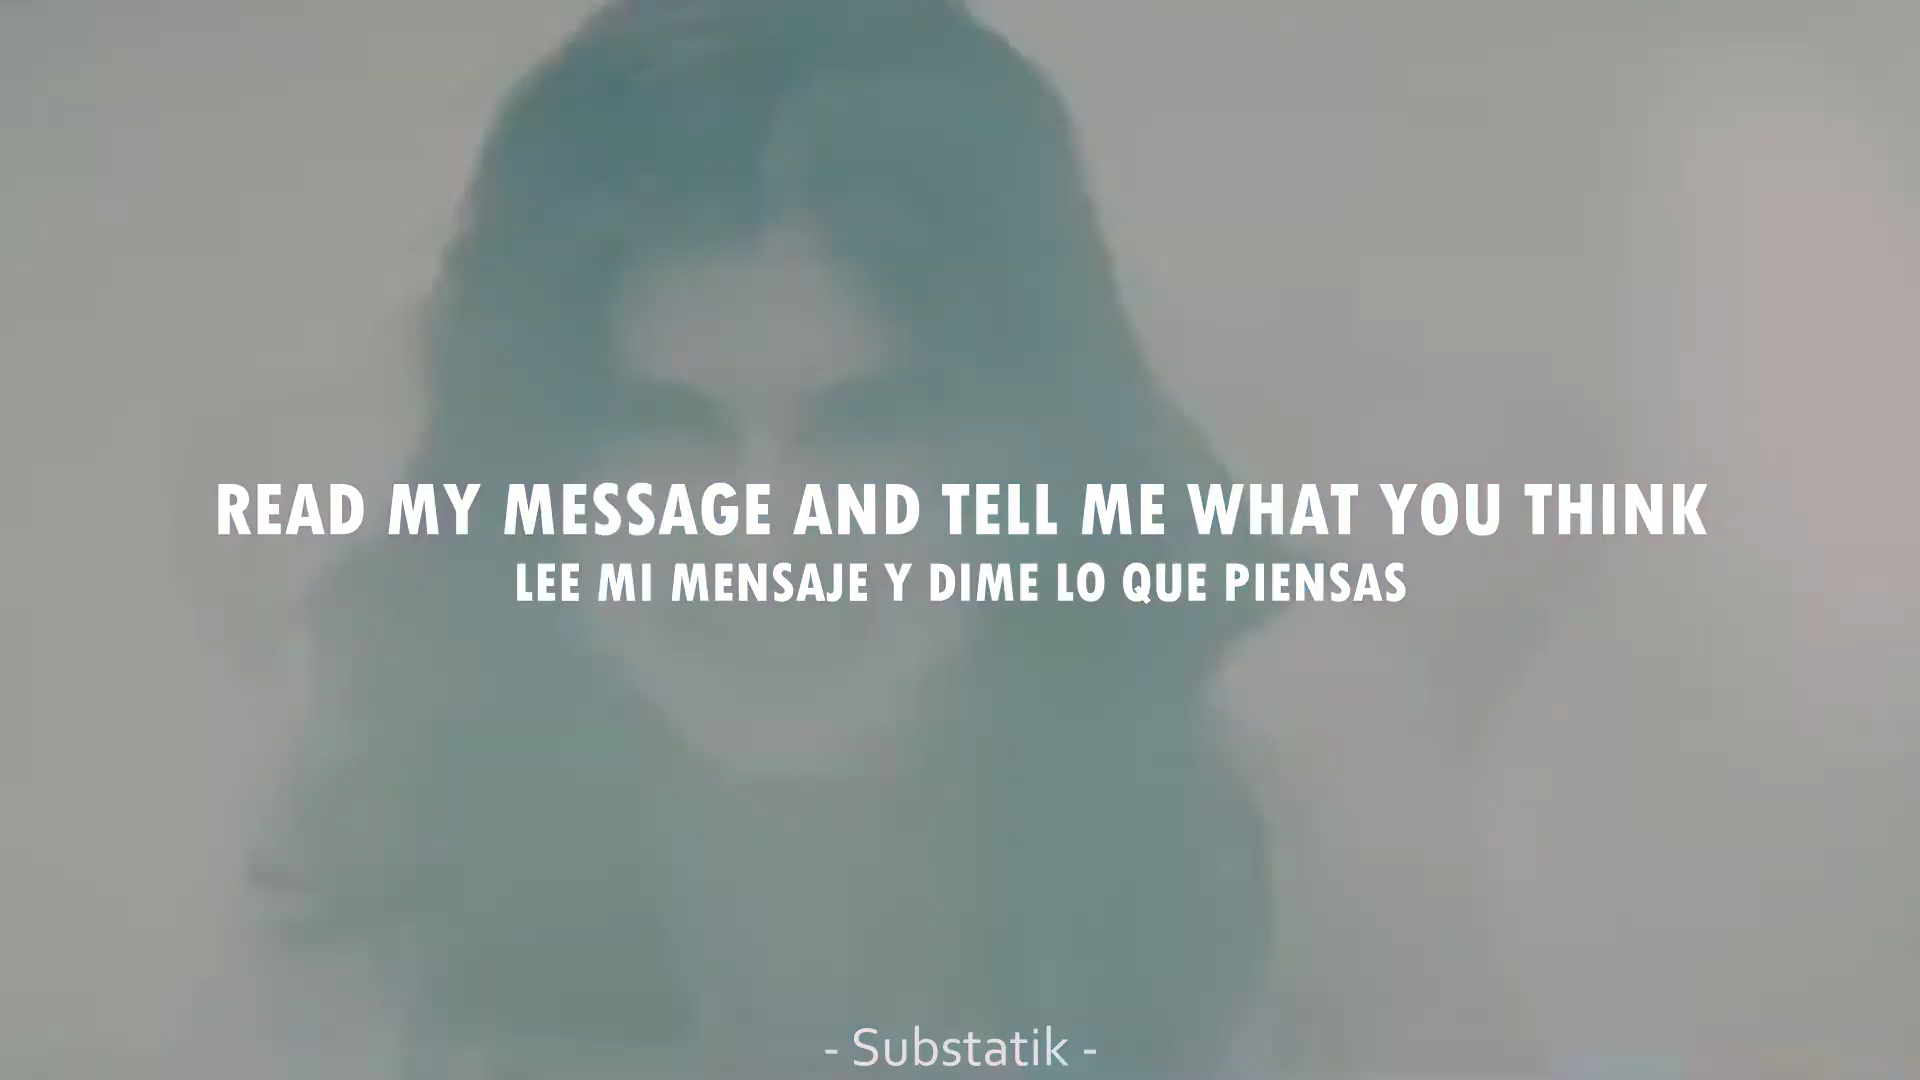 READ MY MESSAGE AND TELL ME WHAT YOU THINK
LEE MI MENSAJE Y DIME LO QUE PIENSAS
- Substatik -